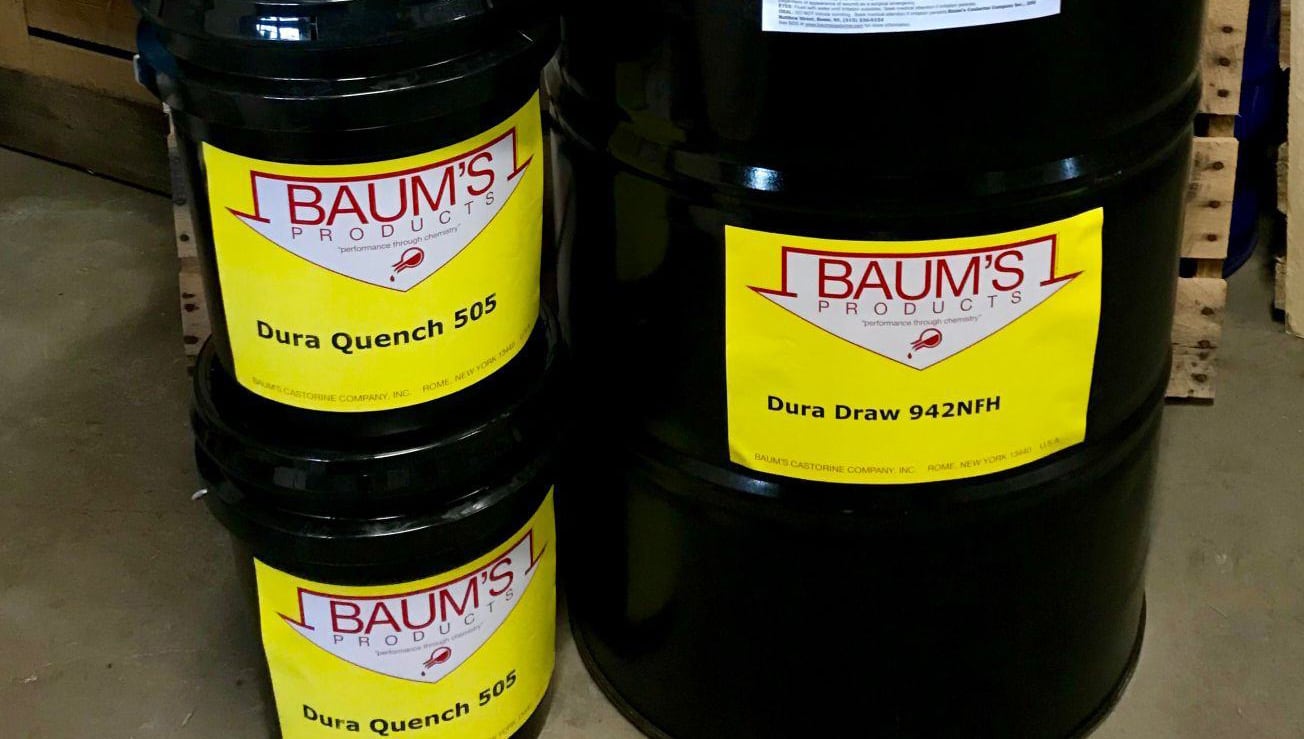 BAUM'S
PRODUCTS
"performance through chemistry"
Dura Quench 505
BAUM'S CASTORINE COMPANY, INC. ROME, NEW YORK 13440
BAUM'S
PRODUCTS
"performance through chemistry"
Dura Quench 505
BAUM'S
PRODUCTS
"performance through chemistry"
Dura Draw 942NFH
BAUM'S CASTORINE COMPANY, INC. ROME, NEW YORK 13440 U.S.A.